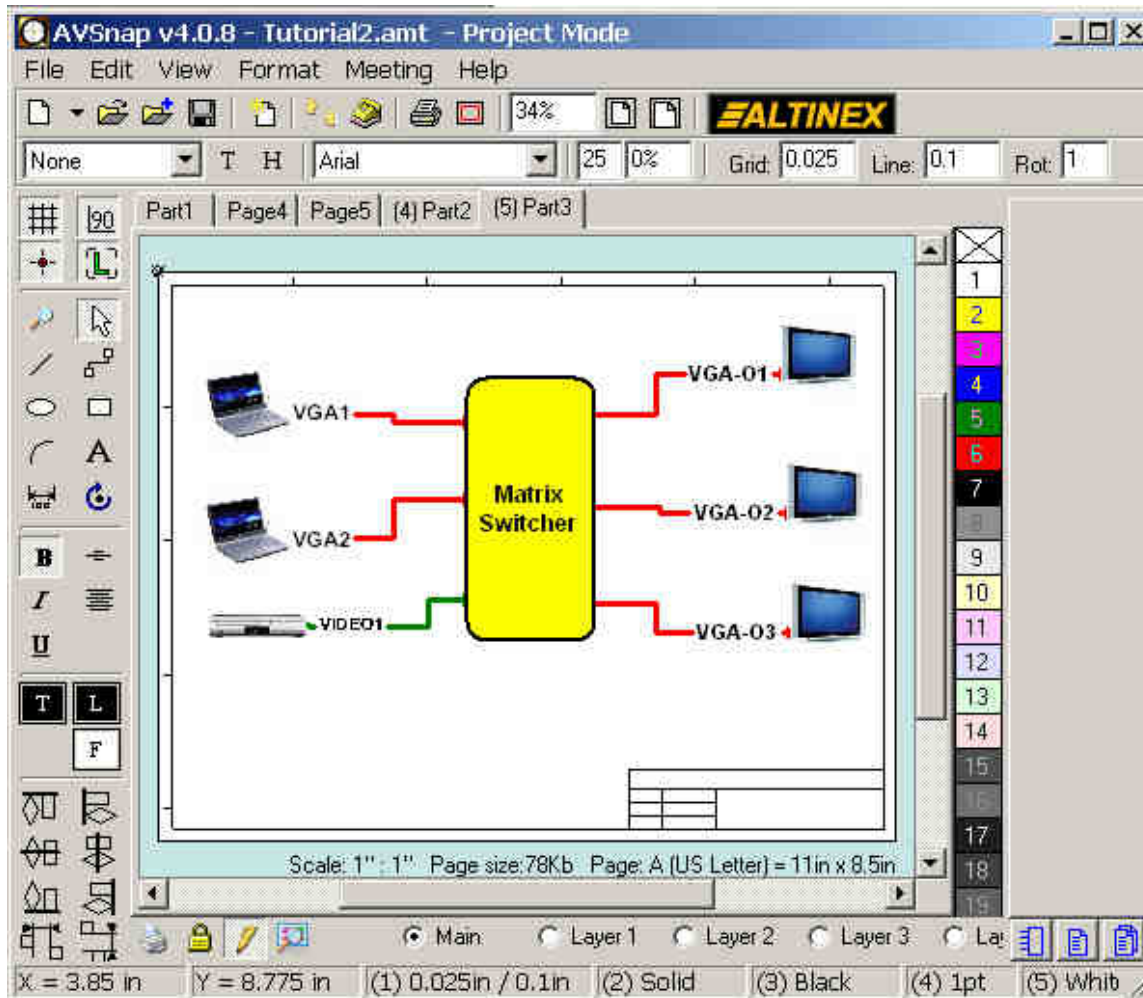 AVSnap v4.0.8 - Tutorial2.amt - Project Mode
File Edit View Format Meeting Help
34% ALTINEX
None T H Arial 25 0% Grid: 0.025 Line: 0.1 Rot: 1
90 Part1 Page4 Page5 (4) Part2 (5) Part3
L
1
2
3
4
5
6
7
8
9
10
11
12
13
14
15
16
17
18
19
VGA-O1
VGA1
Matrix
Switcher
VGA-O2
VGA2
VIDEO1
VGA-O3
A
B
I
U
T L
F
Scale: 1" : 1" Page size:78Kb Page: A (US Letter) = 11in x 8.5in
Main Layer 1 Layer 2 Layer 3 La
X = 3.85 in Y = 8.775 in (1) 0.025in / 0.1in (2) Solid (3) Black (4) 1pt (5) Whit